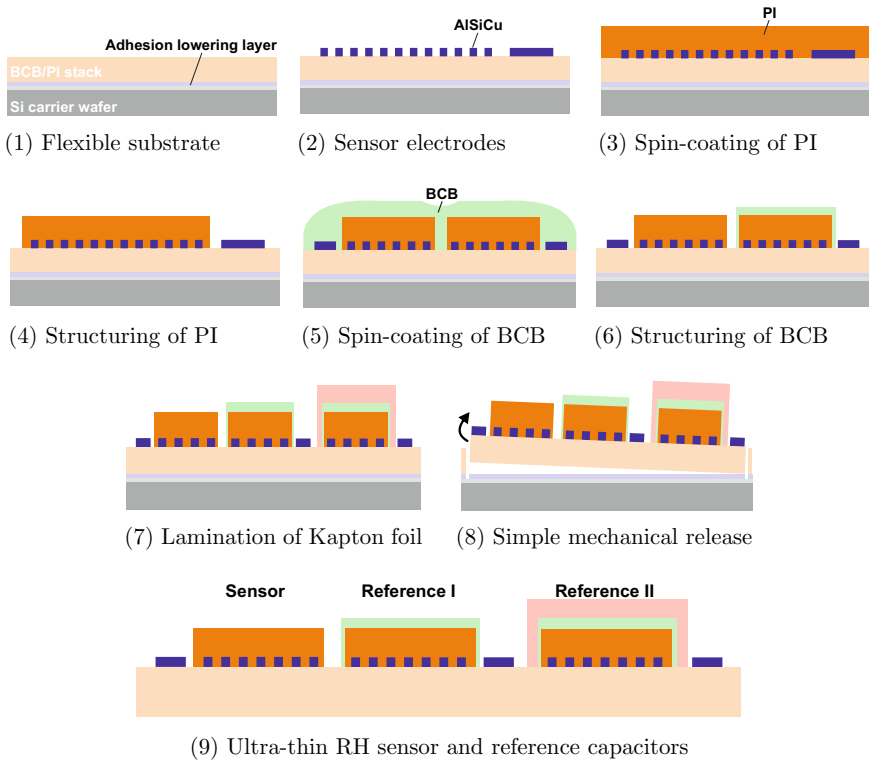 Adhesion lowering layer
BCB/PI stack
Si carrier wafer
(1) Flexible substrate
AlSiCu
(2) Sensor electrodes
PI
(3) Spin-coating of PI
(4) Structuring of PI
BCB
(5) Spin-coating of BCB
(6) Structuring of BCB
(7) Lamination of Kapton foil
(8) Simple mechanical release
Sensor
Reference I
Reference II
(9) Ultra-thin RH sensor and reference capacitors